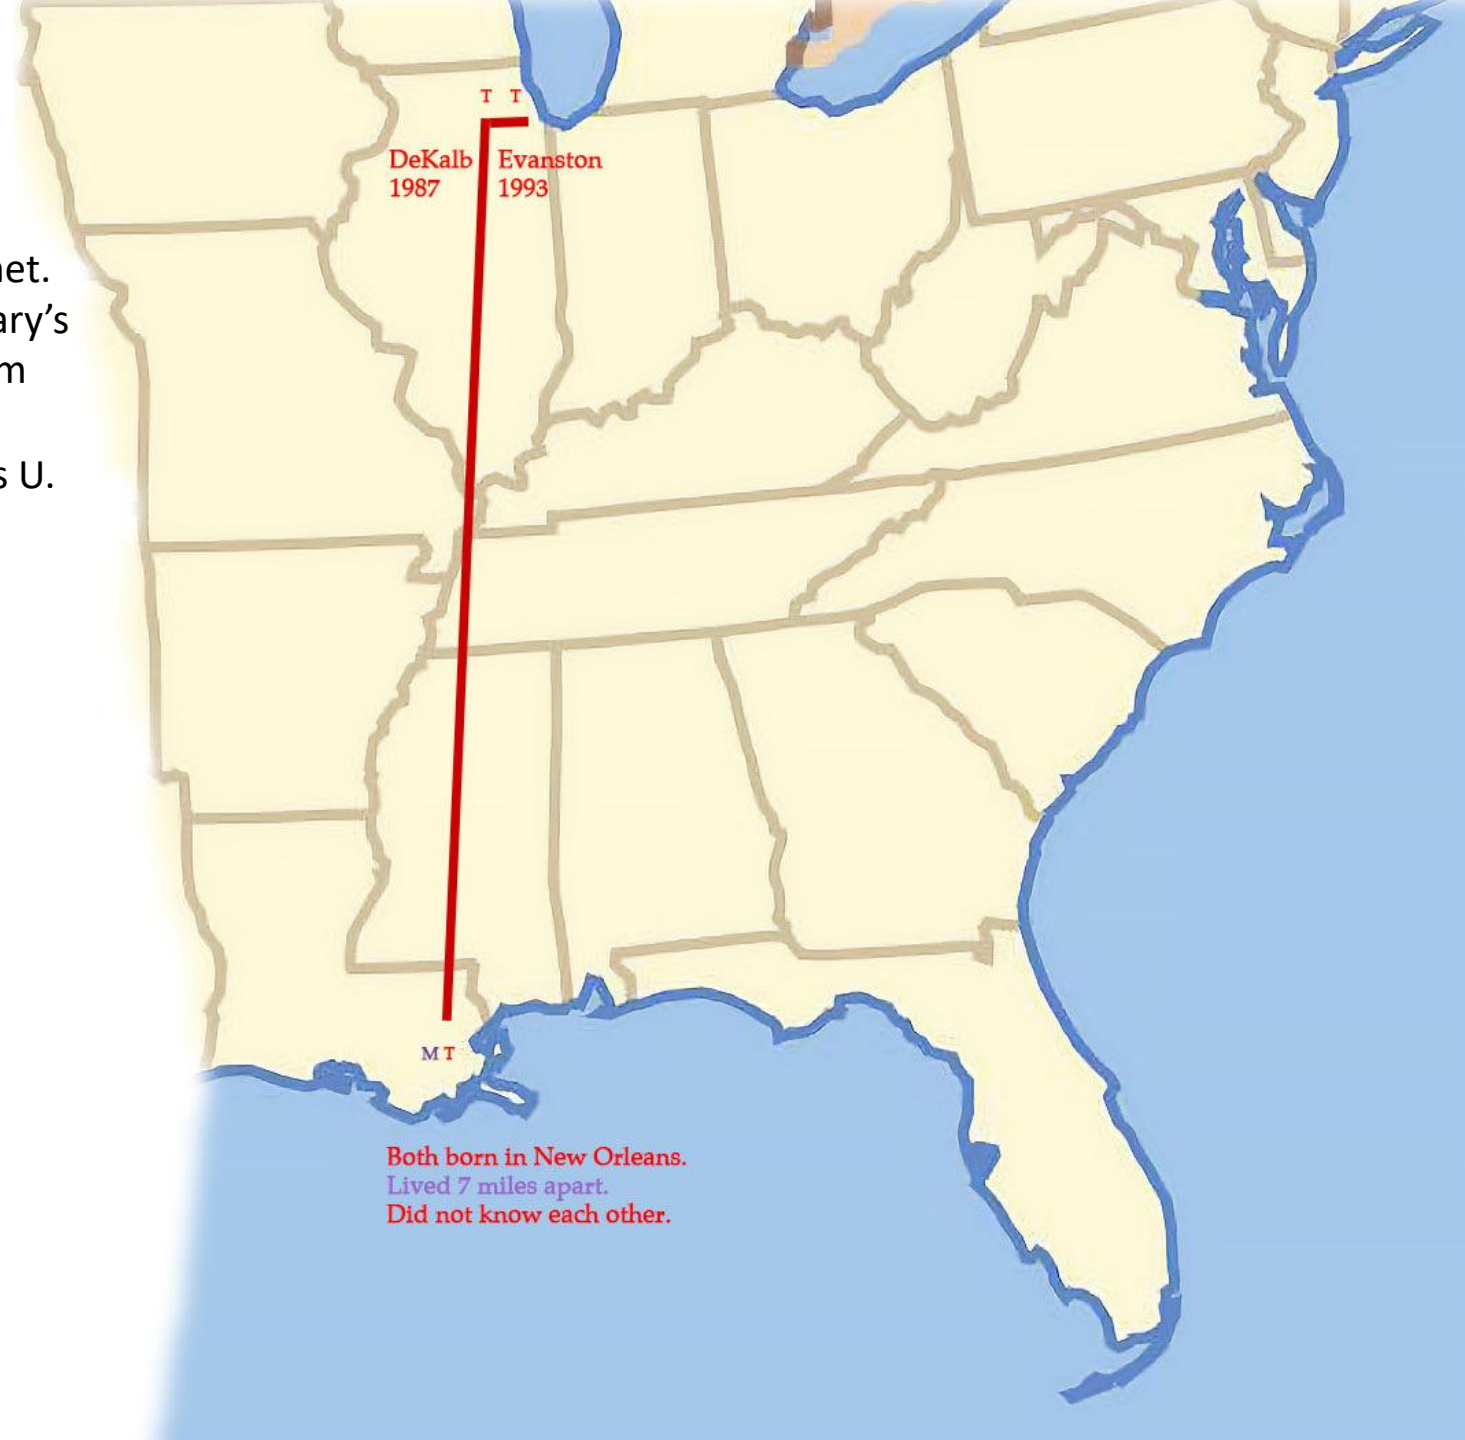 T T
DeKalb Evanston
1987 1993
et.
ary’s
m
s U.
M T
Both born in New Orleans.
Lived 7 miles apart.
Did not know each other.